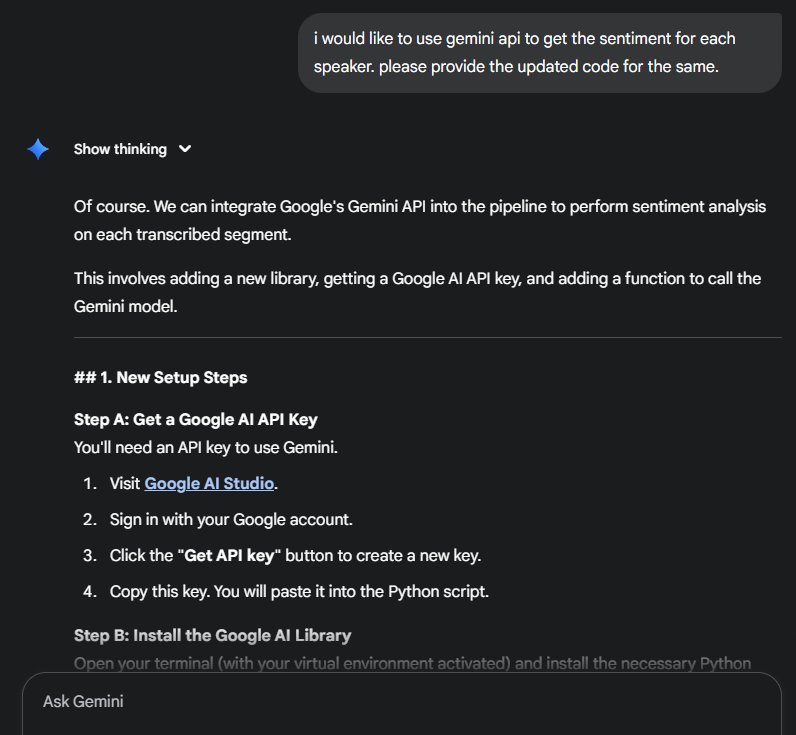 i would like to use gemini api to get the sentiment for each
speaker. please provide the updated code for the same.
Show thinking
Of course. We can integrate Google's Gemini API into the pipeline to perform sentiment analysis
on each transcribed segment.
This involves adding a new library, getting a Google AI API key, and adding a function to call the
Gemini model.
## 1. New Setup Steps
Step A: Get a Google AI API Key
You'll need an API key to use Gemini.
1. Visit Google AI Studio.
2. Sign in with your Google account.
3. Click the "Get API key" button to create a new key.
4. Copy this key. You will paste it into the Python script.
Step B: Install the Google AI Library
Open your terminal (with your virtual environment activated) and install the necessary Python
Ask Gemini